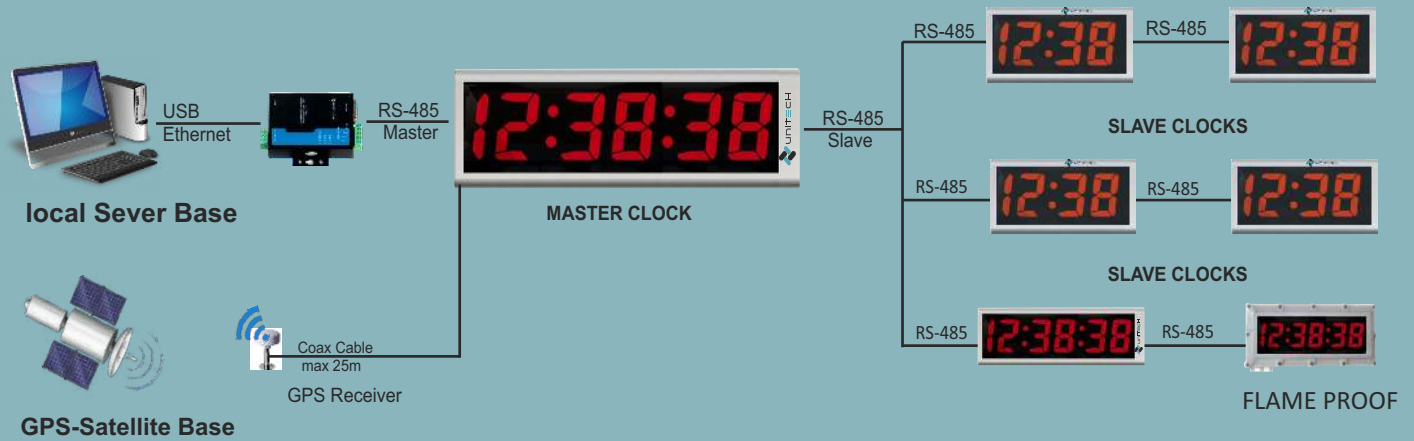 RS-485
12:38
RS-485
12:38
USB
Ethernet
RS-485
Master
12:38:38
UNITECH
RS-485
Slave
SLAVE CLOCKS
local Sever Base
MASTER CLOCK
RS-485
12:38
RS-485
12:38
SLAVE CLOCKS
RS-485
12:38:38
RS-485
12:38:38
Coax Cable
max 25m
GPS Receiver
FLAME PROOF
GPS-Satellite Base